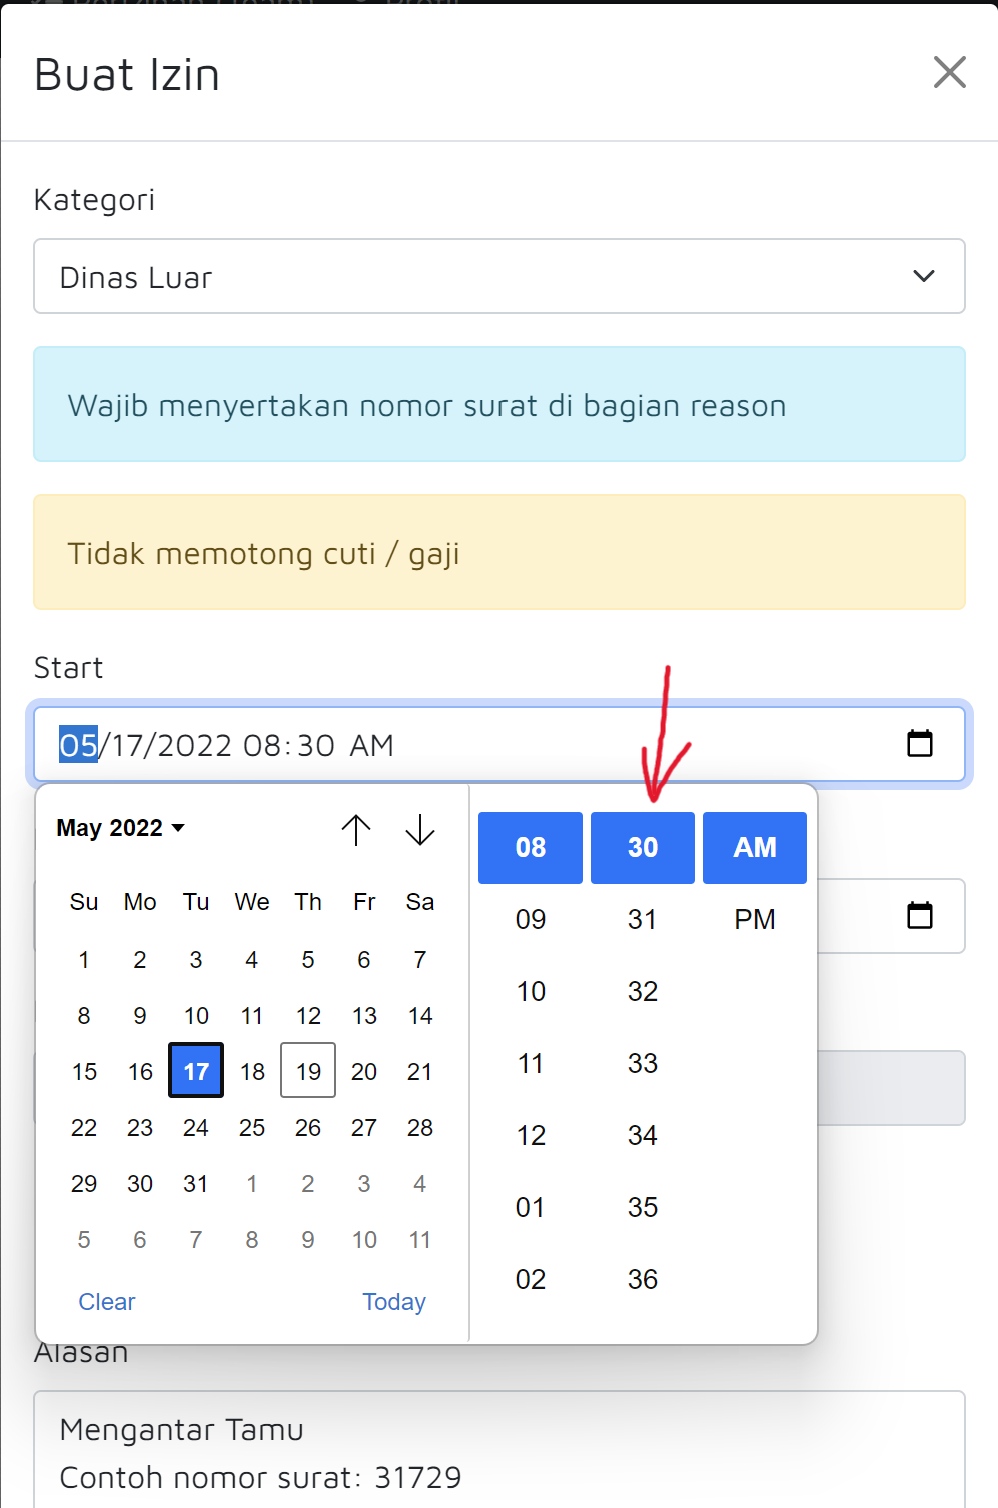 Buat Izin
Kategori
Dinas Luar
Wajib menyertakan nomor surat di bagian reason
Tidak memotong cuti / gaji
Start
05/17/2022 08:30 AM
May 2022
Su Mo Tu We Th Fr Sa
1 2 3 4 5 6 7
8 9 10 11 12 13 14
15 16 17 18 19 20 21
22 23 24 25 26 27 28
29 30 31 1 2 3 4
5 6 7 8 9 10 11
Clear Today
08 30 AM
09 31 PM
10 32
11 33
12 34
01 35
02 36
Alasan
Mengantar Tamu
Contoh nomor surat: 31729